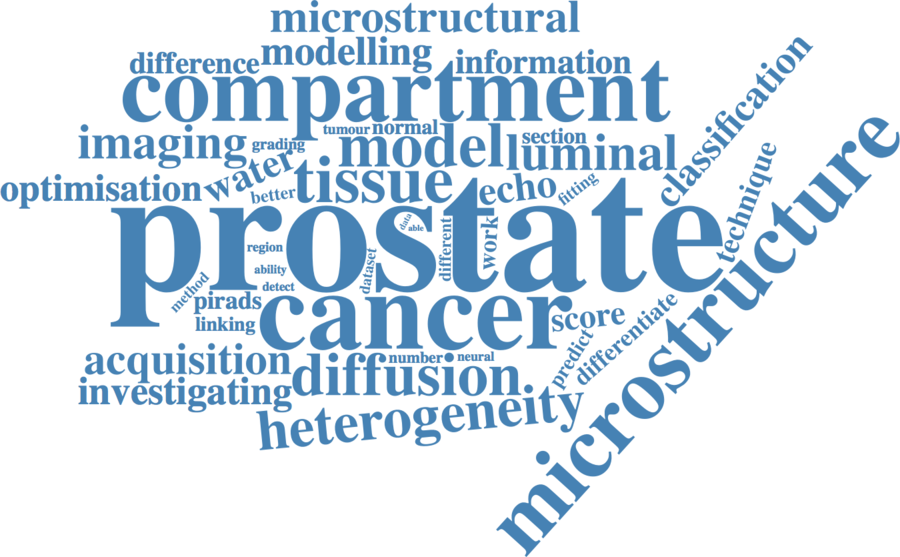 microstructural
difference
modelling
information
compartment
classification
imaging
grading
tumour
normal
model
section
luminal
microstructure
optimisation
water
better
tissue
echo
fitting
technique
prostate
data
able
region
ability
detect
dataset
different
work
method
pirads
linking
cancer
score
differentiate
predict
acquisition
number
neural
investigating
diffusion.
heterogeneity